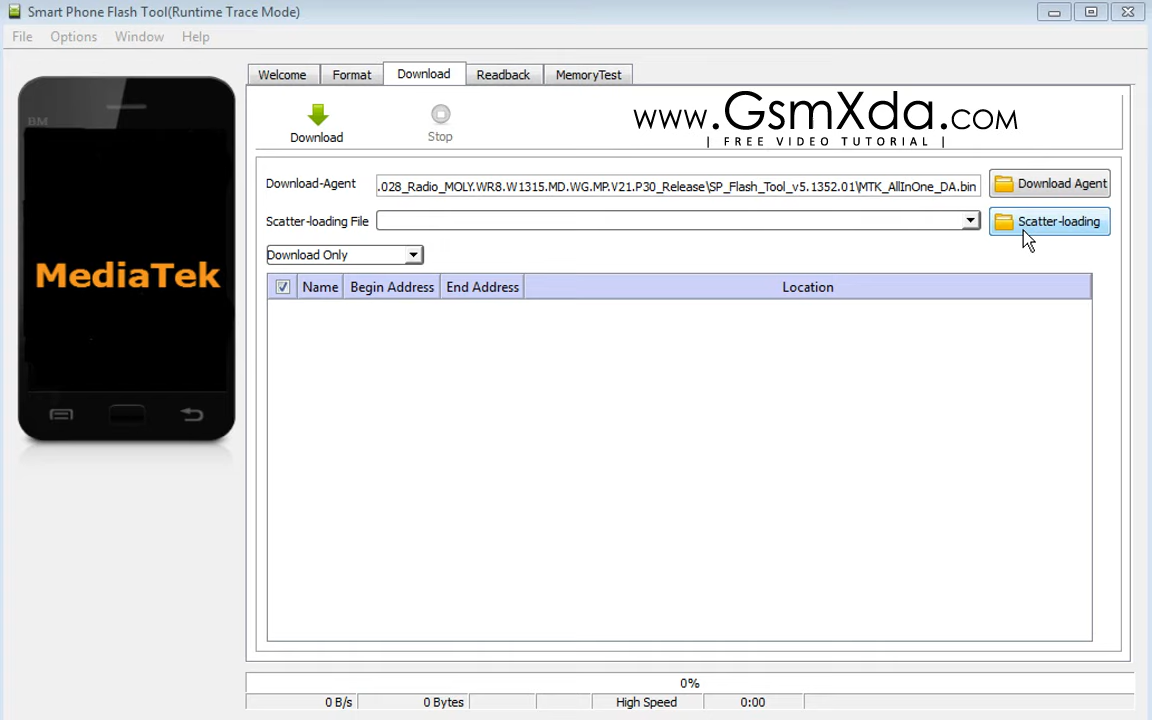 Smart Phone Flash Tool(Runtime Trace Mode)
File Options Window Help
BM
MediaTek
Welcome Format Download Readback MemoryTest
Download Stop
www.GsmXda.com
| FREE VIDEO TUTORIAL |
Download-Agent .028_Radio_MOLY.WR8.W1315.MD.WG.MP.V21.P30_Release\SP_Flash_Tool_v5.1352.01\MTK_AllInOne_DA.bin Download Agent
Scatter-loading File Scatter-loading
Download Only
Name Begin Address End Address Location
0%
0 B/s 0 Bytes High Speed 0:00